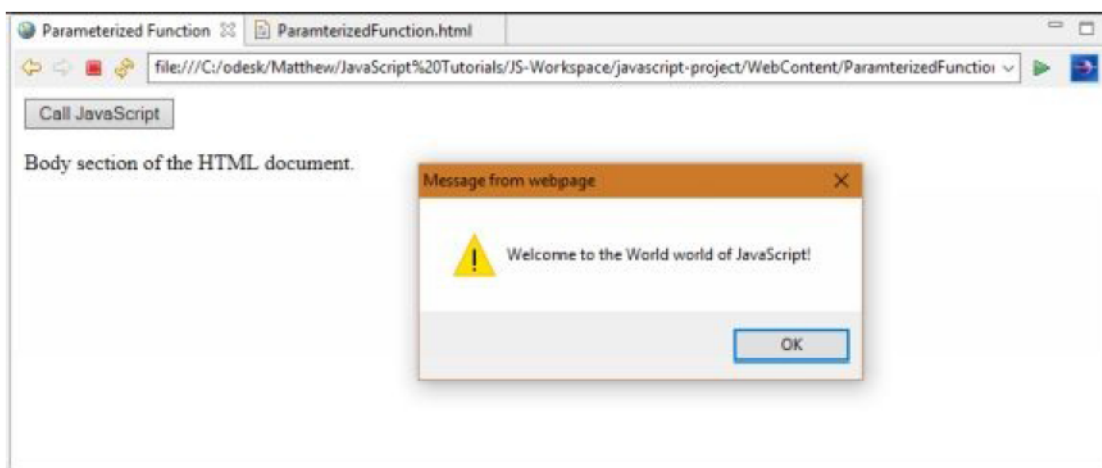 Parameterized Function ParamterizedFunction.html
file:///C:/odesk/Matthew/JavaScript%20Tutorials/JS-Workspace/javascript-project/WebContent/ParamterizedFunction
Call JavaScript
Body section of the HTML document.
Message from webpage
Welcome to the World world of JavaScript!
OK